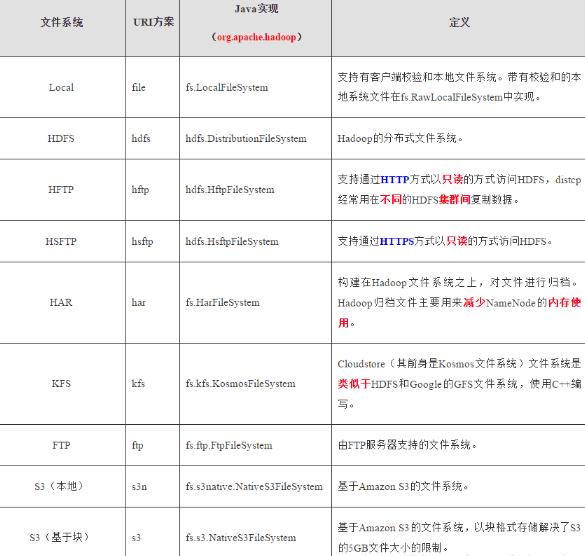 文件系统
URI方案
Java实现
（org.apache.hadoop）
定义
Local
file
fs.LocalFileSystem
支持有客户端校验和本地文件系统。带有校验和的本
地系统文件在fs.RawLocalFileSystem中实现。
HDFS
hdfs
hdfs.DistributionFileSystem
Hadoop的分布式文件系统。
HFTP
hftp
hdfs.HftpFileSystem
支持通过HTTP方式以只读的方式访问HDFS，distcp
经常用在不同的HDFS集群间复制数据。
HSFTP
hsftp
hdfs.HsftpFileSystem
支持通过HTTPS方式以只读的方式访问HDFS。
HAR
har
fs.HarFileSystem
构建在Hadoop文件系统之上，对文件进行归档。
Hadoop归档文件主要用来减少NameNode的内存使
用。
KFS
kfs
fs.kfs.KosmosFileSystem
Cloudstore（其前身是Kosmos文件系统）文件系统是
类似于HDFS和Google的GFS文件系统，使用C++编
写。
FTP
ftp
fs.ftp.FtpFileSystem
由FTP服务器支持的文件系统。
S3（本地）
s3n
fs.s3native.NativeS3FileSystem
基于Amazon S3的文件系统。
S3（基于块）
s3
fs.s3.NativeS3FileSystem
基于Amazon S3的文件系统，以块格式存储解决了S3
的5GB文件大小的限制。